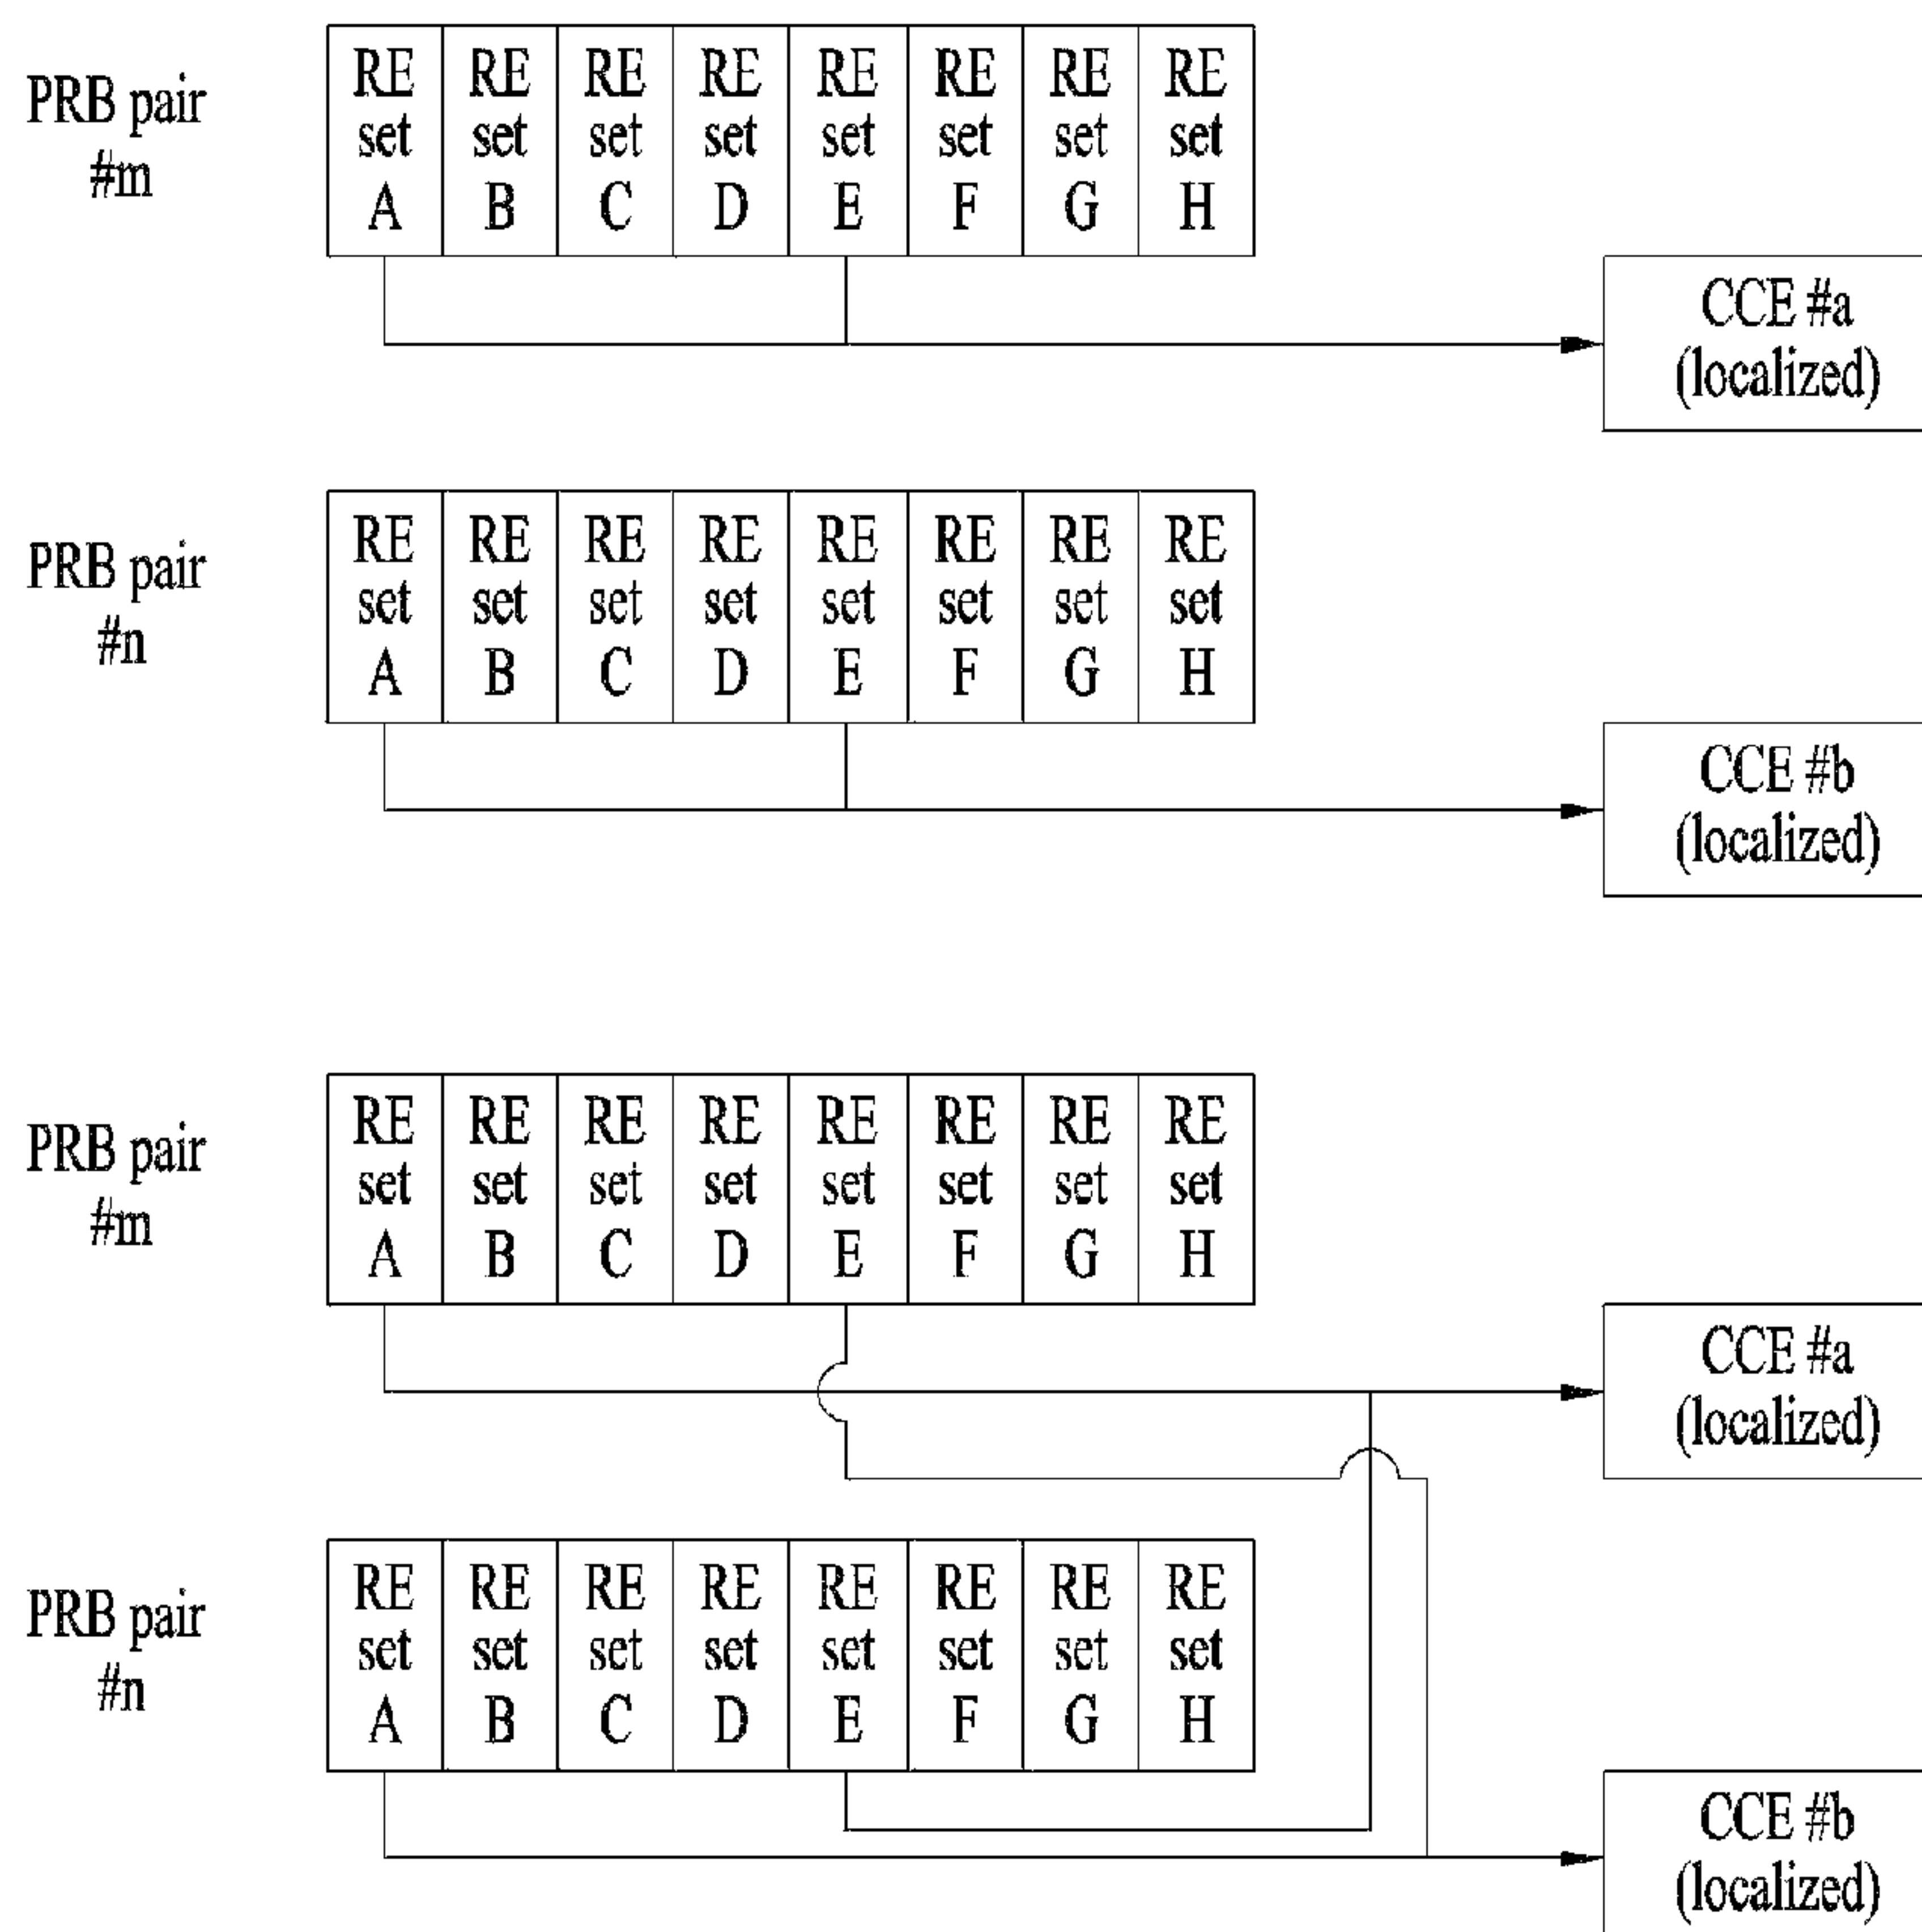 PRB pair
#m
RE set A
RE set B
RE set C
RE set D
RE set E
RE set F
RE set G
RE set H
CCE #a
(localized)
PRB pair
#n
RE set A
RE set B
RE set C
RE set D
RE set E
RE set F
RE set G
RE set H
CCE #b
(localized)
PRB pair
#m
RE set A
RE set B
RE set C
RE set D
RE set E
RE set F
RE set G
RE set H
CCE #a
(localized)
PRB pair
#n
RE set A
RE set B
RE set C
RE set D
RE set E
RE set F
RE set G
RE set H
CCE #b
(localized)